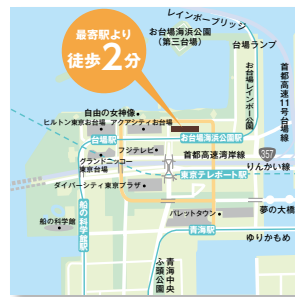 レインボーブリッジ
最寄駅より
徒歩2分
お台場海浜公園
(第三台場)
台場ランプ
首都高速11号台場線
お台場レインボー公園
自由の女神像
ヒルトン東京お台場
アクアシティお台場
台場駅
お台場海浜公園駅
フジテレビ
グランドニッコー
東京台場
首都高速湾岸線
357
りんかい線
東京テレポート駅
ダイバーシティ東京プラザ
船の科学館
船の科学館駅
パレットタウン
夢の大橋
青海駅
ゆりかもめ
青海中央
ふ頭公園